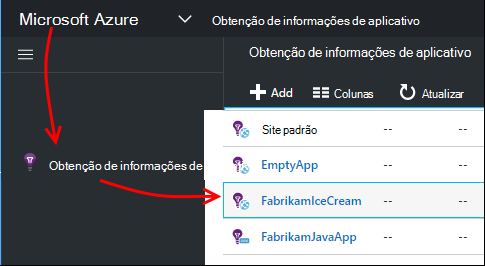 Microsoft Azure Obtenção de informações de aplicativo
Obtenção de informações de aplicativo
Add Colunas Atualizar
Site padrão -- --
Obtenção de informações de
EmptyApp -- --
FabrikamIceCream -- --
FabrikamJavaApp -- --